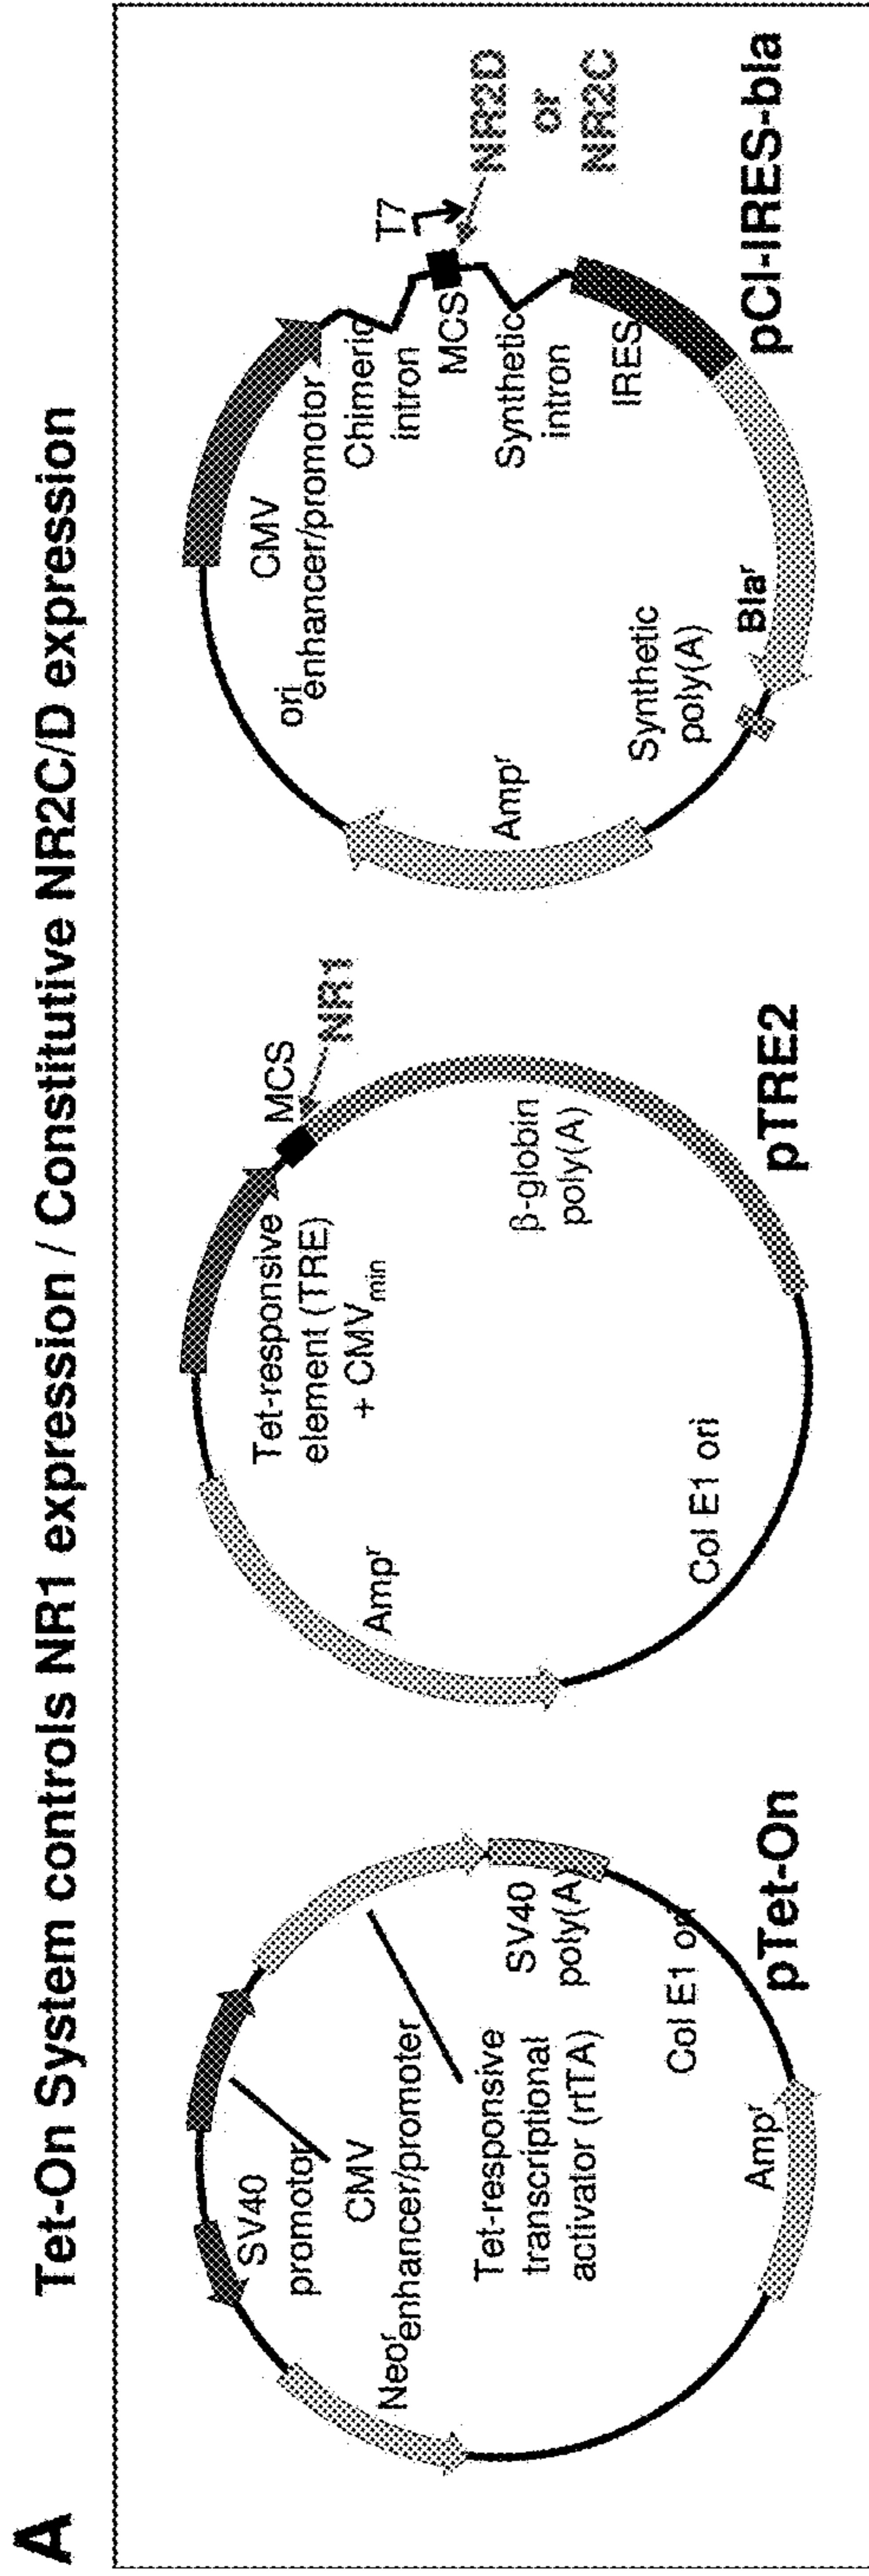 A
Tet-On System controls NR1 expression / Constitutive NR2C/D expression
SV40
promotor
CMV
enhancer/promoter
Neoʳ
Tet-responsive
transcriptional
activator (rtTA)
SV40
poly(A)
Col E1 ori
Ampʳ
pTet-On
MCS
NR1
Tet-responsive
element (TRE)
+ CMVmin
Ampʳ
β-globin
poly(A)
Col E1 ori
pTRE2
CMV
enhancer/promotor
ori
Chimeric
intron
T7
MCS
NR2D
or
NR2C
Synthetic
intron
IRES
Ampʳ
Synthetic
poly(A)
Blaʳ
pCI-IRES-bla